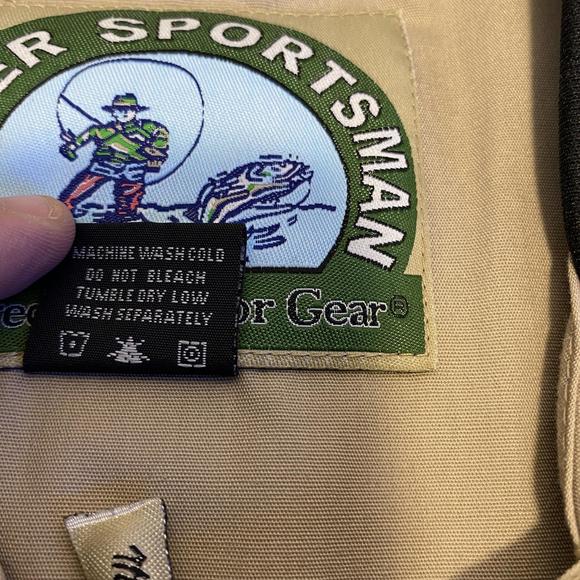 ER SPORTSMAN
or Gear®
MACHINE WASH COLD
DO NOT BLEACH
TUMBLE DRY LOW
WASH SEPARATELY